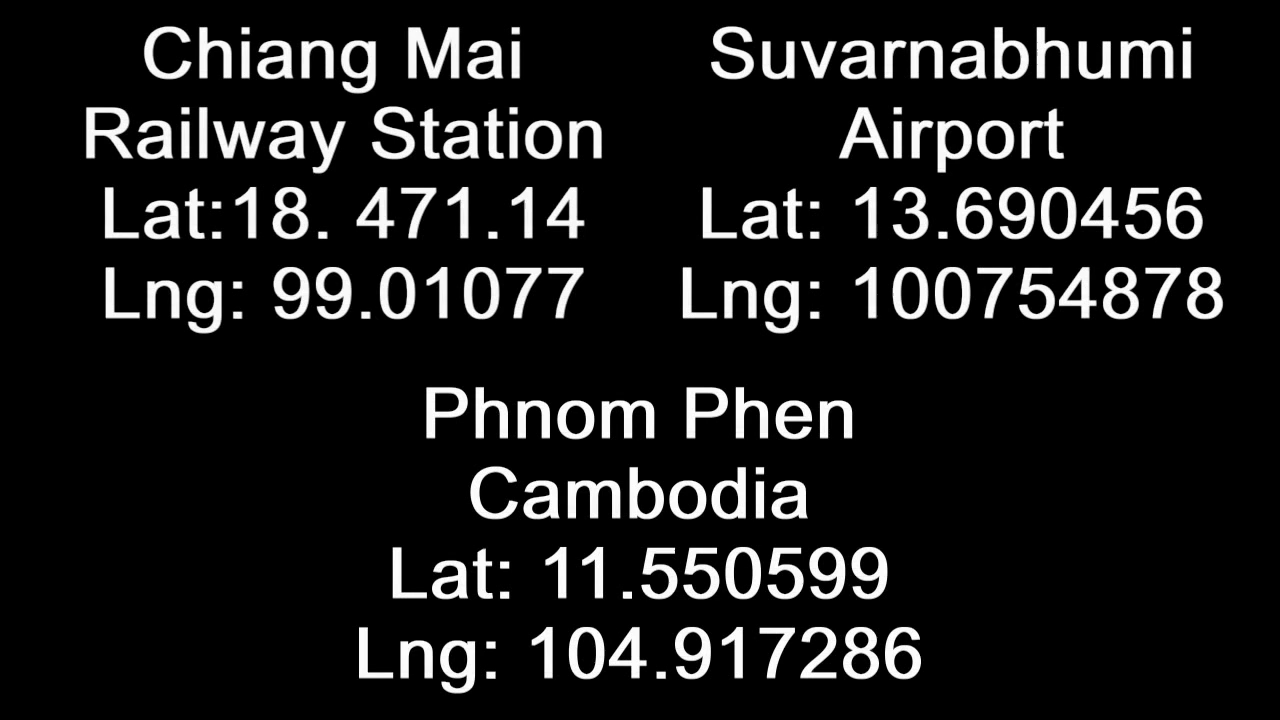 Chiang Mai
Railway Station
Lat:18. 471.14
Lng: 99.01077
Suvarnabhumi
Airport
Lat: 13.690456
Lng: 100754878
Phnom Phen
Cambodia
Lat: 11.550599
Lng: 104.917286